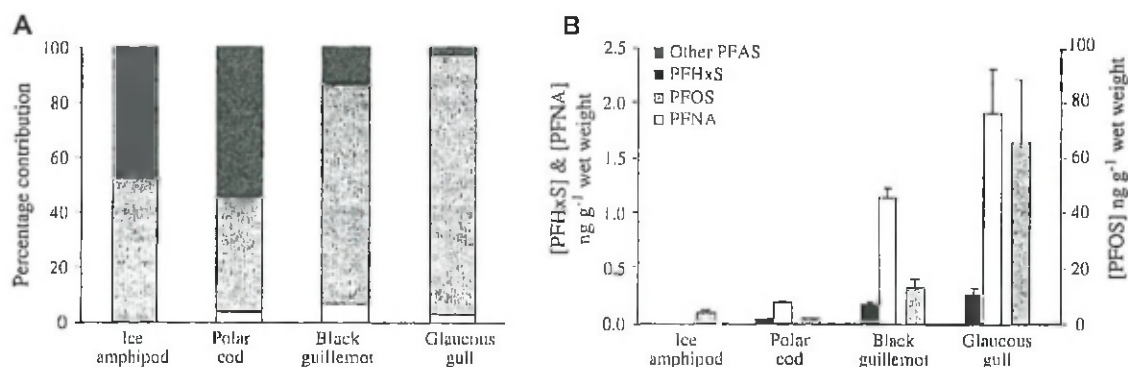 A
Percentage contribution
100
80
60
40
20
0
Ice amphipod
Polar cod
Black guillemot
Glaucous gull
B
[PFHxS] & [PFNA]
ng g-1 wet weight
2.5
2.0
1.5
1.0
0.5
0.0
Other PFAS
PFHxS
PFOS
PFNA
100
80
60
40
20
0
[PFOS] ng g-1 wet weight
Ice amphipod
Polar cod
Black guillemot
Glaucous gull